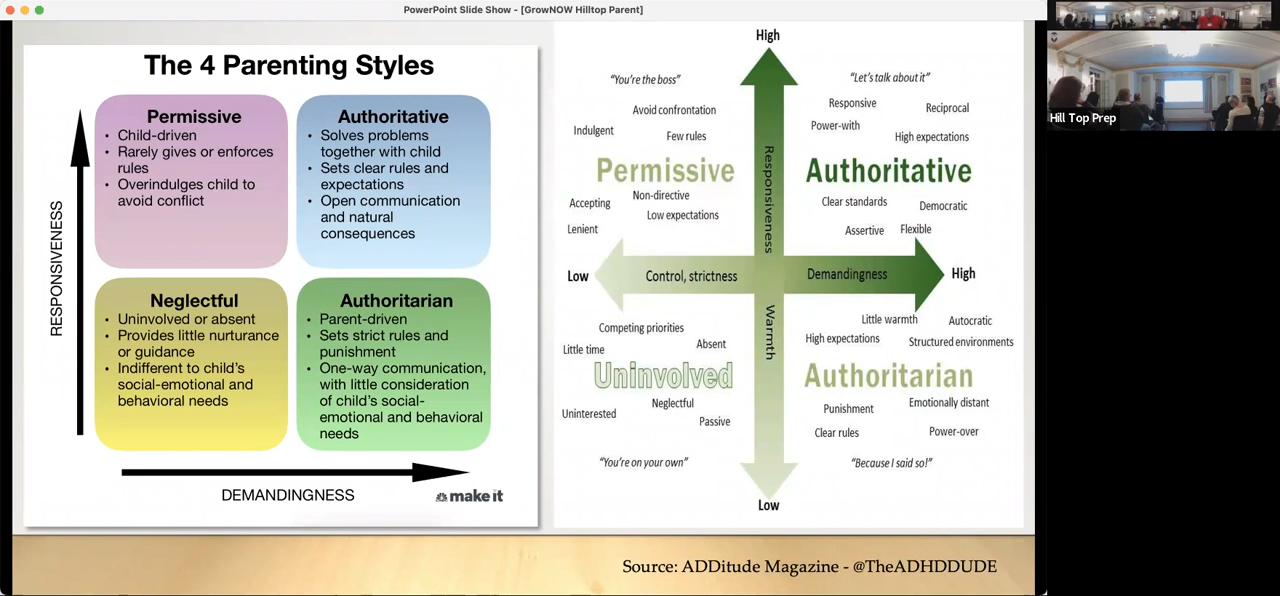 PowerPoint Slide Show - [GrowNOW Hilltop Parent]
The 4 Parenting Styles
RESPONSIVENESS
Permissive
• Child-driven
• Rarely gives or enforces
rules
• Overindulges child to
avoid conflict
Authoritative
• Solves problems
together with child
• Sets clear rules and
expectations
• Open communication
and natural
consequences
Neglectful
• Uninvolved or absent
• Provides little nurturance
or guidance
• Indifferent to child's
social-emotional and
behavioral needs
Authoritarian
• Parent-driven
• Sets strict rules and
punishment
• One-way communication,
with little consideration
of child's social-
emotional and behavioral
needs
DEMANDINGNESS
make it
High
"You're the boss"
Avoid confrontation
Indulgent
Few rules
Permissive
Non-directive
Accepting
Low expectations
Lenient
"Let's talk about it"
Responsive
Reciprocal
Power-with
High expectations
Authoritative
Clear standards
Democratic
Assertive
Flexible
Responsiveness
Low
Control, strictness
Demandingness
High
Warmth
Competing priorities
Absent
Little time
Uninvolved
Neglectful
Uninterested
Passive
"You're on your own"
Little warmth
Autocratic
High expectations
Structured environments
Authoritarian
Punishment
Emotionally distant
Clear rules
Power-over
"Because I said so!"
Low
Source: ADDitude Magazine - @TheADHDDUDE
Hill Top Prep